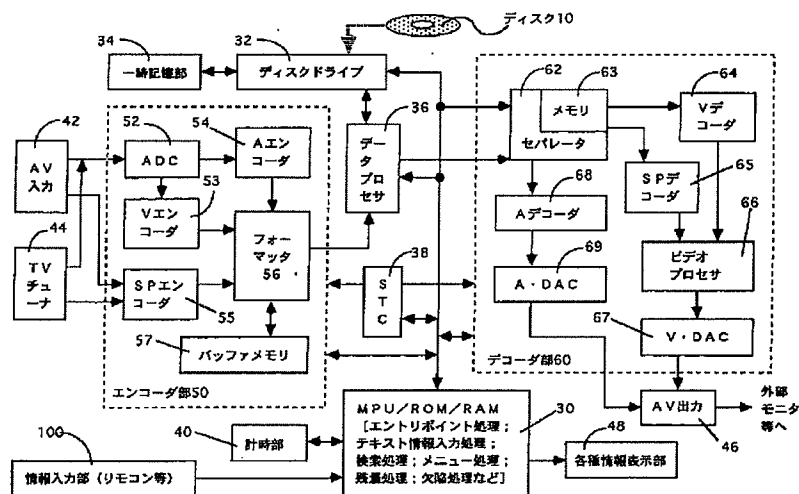 ディスク10
34
一時記憶部
32
ディスクドライブ
42
AV
入力
44
TV
チューナ
52
ADC
53
Vエン
コーダ
54
Aエン
コーダ
SPエン
コーダ
55
フォー
マッタ
56
57
バッファメモリ
エンコーダ部50
36
データ
プロセッサ
38
STC
62
63
メモリ
セパレータ
64
Vデ
コーダ
SPデ
コーダ
65
68
Aデコーダ
69
A・DAC
66
ビデオ
プロセサ
67
V・DAC
デコーダ部60
AV出力
46
外部
モニタ
等へ
MPU/ROM/RAM
[エントリポイント処理;
テキスト情報入力処理;
検索処理;メニュー処理;
残量処理;欠陥処理など]
30
40
計時部
48
各種情報表示部
100
情報入力部(リモコン等)